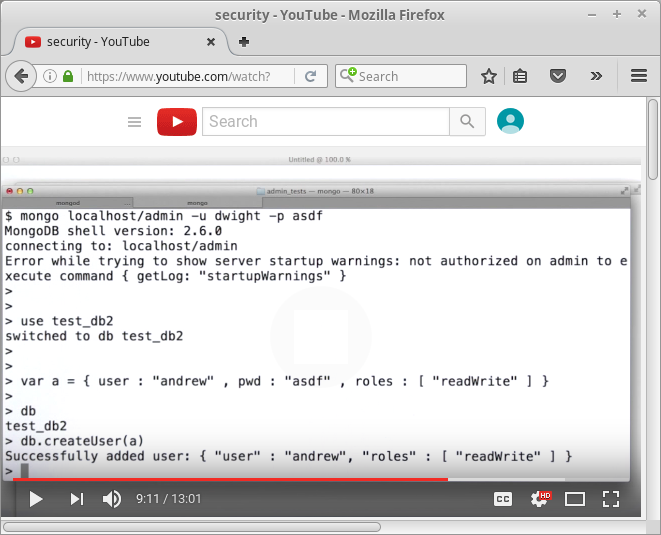 security - YouTube - Mozilla Firefox
security - YouTube
https://www.youtube.com/watch?
Search
Search
Untitled @ 100.0 %
admin_tests — mongo — 80×18
mongod
mongo
$ mongo localhost/admin -u dwight -p asdf
MongoDB shell version: 2.6.0
connecting to: localhost/admin
Error while trying to show server startup warnings: not authorized on admin to e
xecute command { getLog: "startupWarnings" }
>
>
> use test_db2
switched to db test_db2
>
>
> var a = { user : "andrew" , pwd : "asdf" , roles : [ "readWrite" ] }
>
> db
test_db2
> db.createUser(a)
Successfully added user: { "user" : "andrew", "roles" : [ "readWrite" ] }
>
9:11 / 13:01
CC
HD